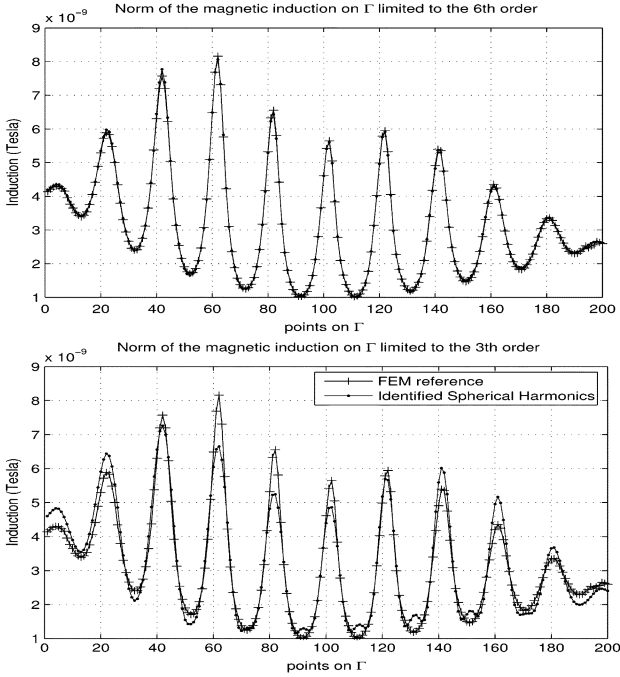 Norm of the magnetic induction on Γ limited to the 6th order
x 10⁻⁹
9
8
7
6
5
4
3
2
1
Induction (Tesla)
0 20 40 60 80 100 120 140 160 180 200
points on Γ
Norm of the magnetic induction on Γ limited to the 3th order
x 10⁻⁹
9
8
7
6
5
4
3
2
1
Induction (Tesla)
FEM reference
Identified Spherical Harmonics
0 20 40 60 80 100 120 140 160 180 200
points on Γ